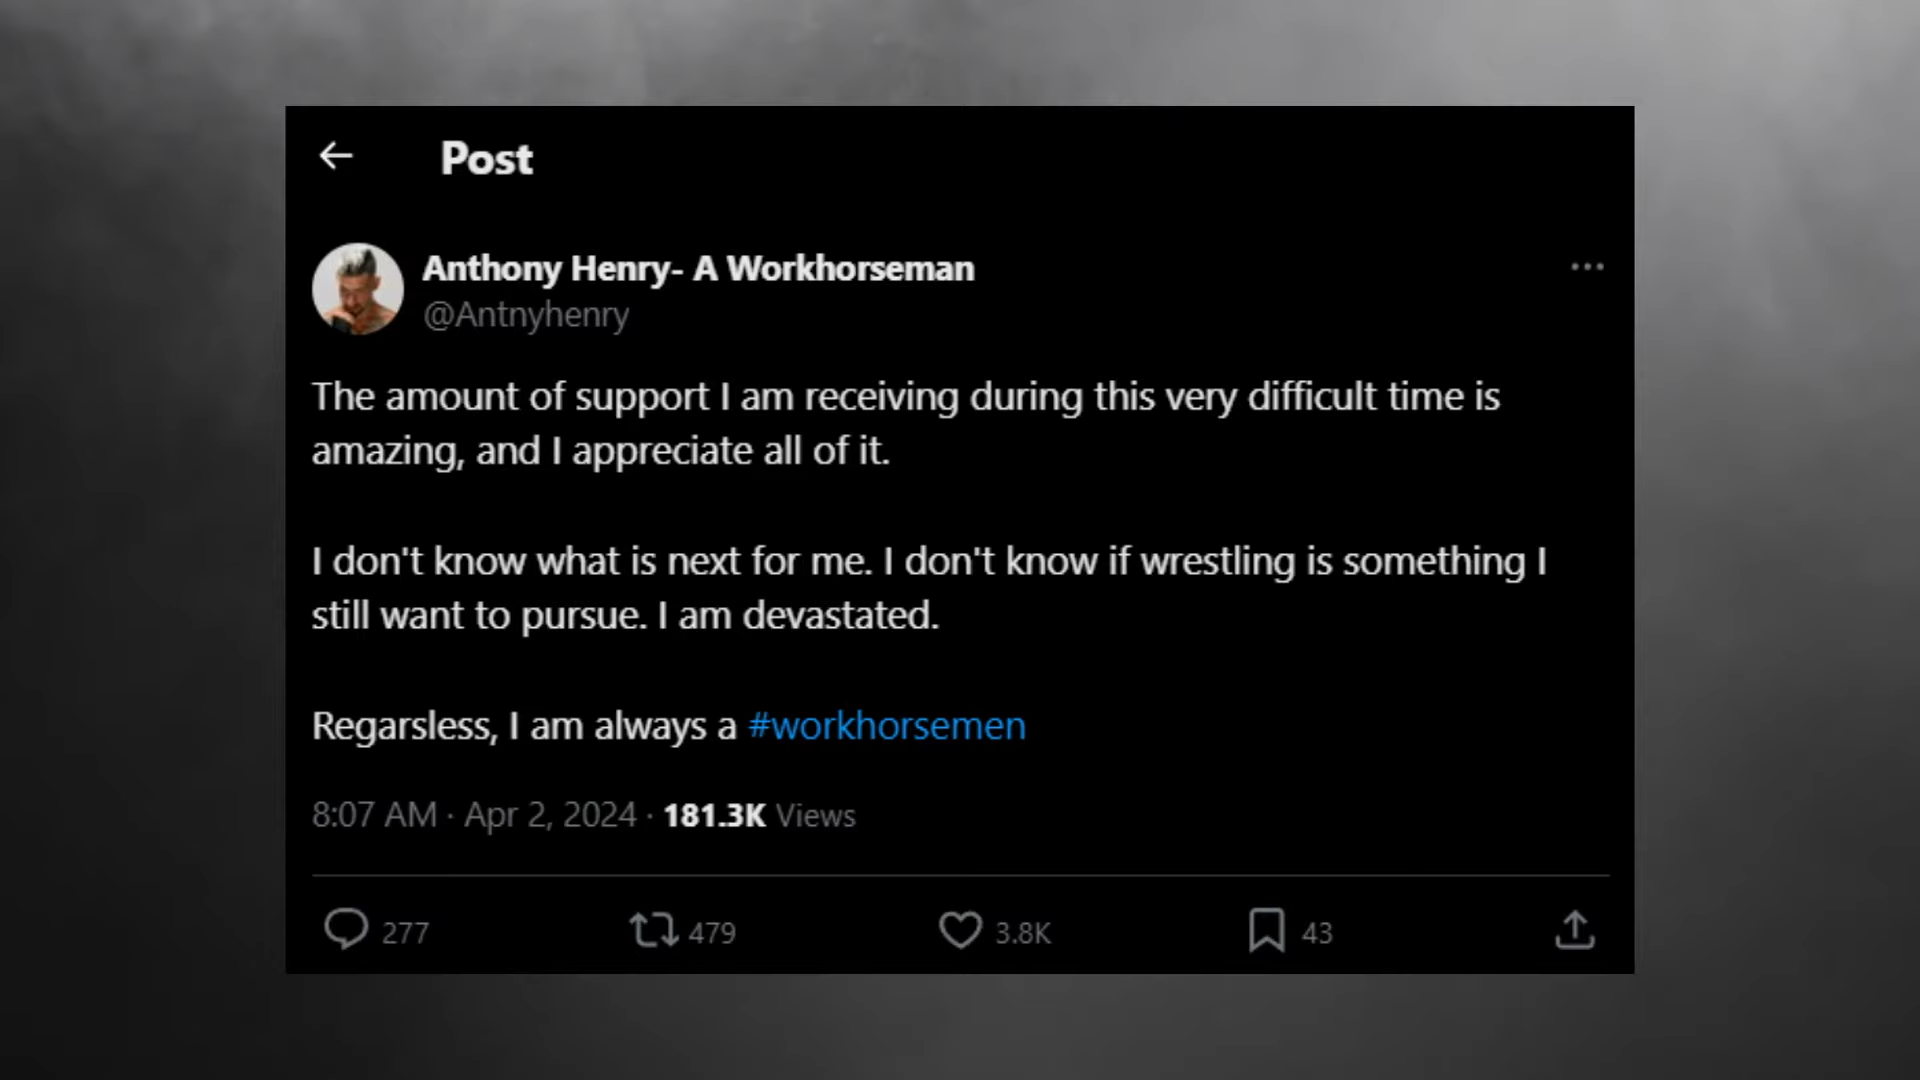 Post
Anthony Henry- A Workhorseman
@Antnyhenry
The amount of support I am receiving during this very difficult time is
amazing, and I appreciate all of it.
I don't know what is next for me. I don't know if wrestling is something I
still want to pursue. I am devastated.
Regarsless, I am always a #workhorsemen
8:07 AM · Apr 2, 2024 · 181.3K Views
277 479 3.8K 43